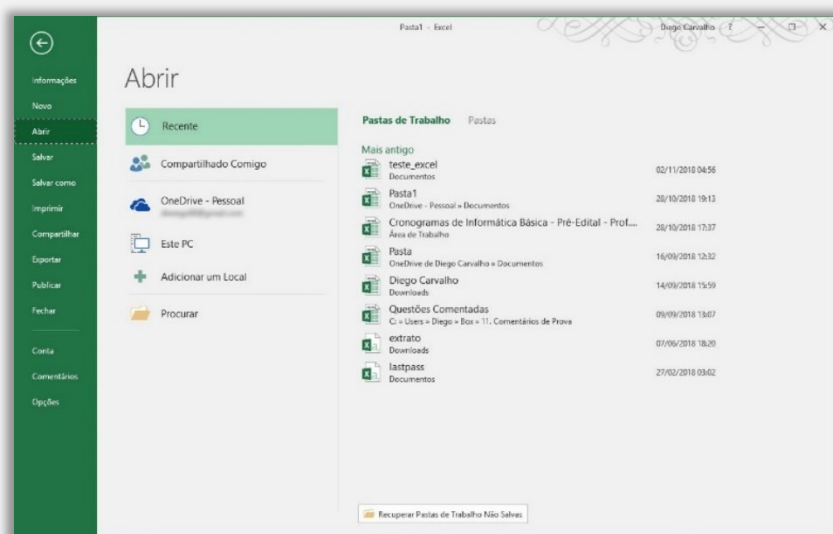 Pasta1 - Excel
Diego Carvalho ?
Informações
Novo
Abrir
Salvar
Salvar como
Imprimir
Compartilhar
Exportar
Publicar
Fechar
Conta
Comentários
Opções
Abrir
Recente
Compartilhado Comigo
OneDrive - Pessoal
Este PC
Adicionar um Local
Procurar
Pastas de Trabalho Pastas
Mais antigo
teste_excel 02/11/2018 04:56
Documentos
Pasta1 28/10/2018 19:13
OneDrive - Pessoal » Documentos
Cronogramas de Informática Básica - Pré-Edital - Prof.... 28/10/2018 17:37
Área de Trabalho
Pasta 16/09/2018 12:32
OneDrive de Diego Carvalho » Documentos
Diego Carvalho 14/09/2018 15:59
Downloads
Questões Comentadas 09/09/2018 13:07
C: » Users » Diego » Box » 11. Comentários de Prova
extrato 07/06/2018 18:20
Downloads
lastpass 27/02/2018 03:02
Documentos
Recuperar Pastas de Trabalho Não Salvas